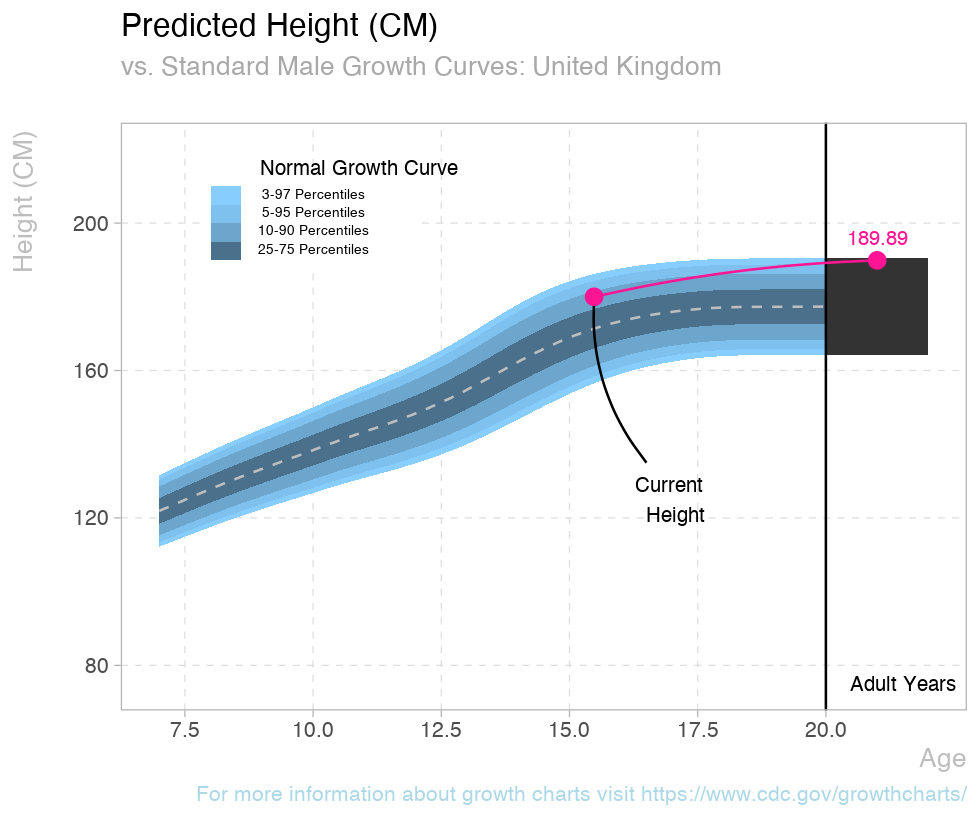 Predicted Height (CM)
vs. Standard Male Growth Curves: United Kingdom
Height (CM)
Normal Growth Curve
3-97 Percentiles
5-95 Percentiles
10-90 Percentiles
25-75 Percentiles
200
160
120
80
189.89
Current
Height
Adult Years
7.5 10.0 12.5 15.0 17.5 20.0
Age
For more information about growth charts visit https://www.cdc.gov/growthcharts/